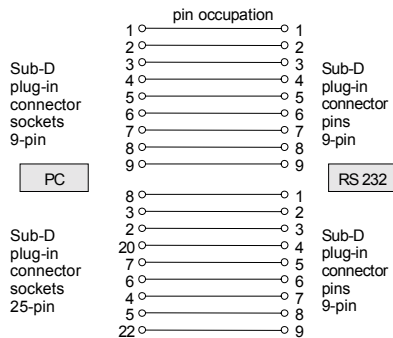 pin occupation
1 1
2 2
3 3
4 4
5 5
6 6
7 7
8 8
9 9
Sub-D
plug-in
connector
sockets
9-pin
Sub-D
plug-in
connector
pins
9-pin
PC
RS 232
8 1
3 2
2 3
20 4
7 5
6 6
4 7
5 8
22 9
Sub-D
plug-in
connector
sockets
25-pin
Sub-D
plug-in
connector
pins
9-pin